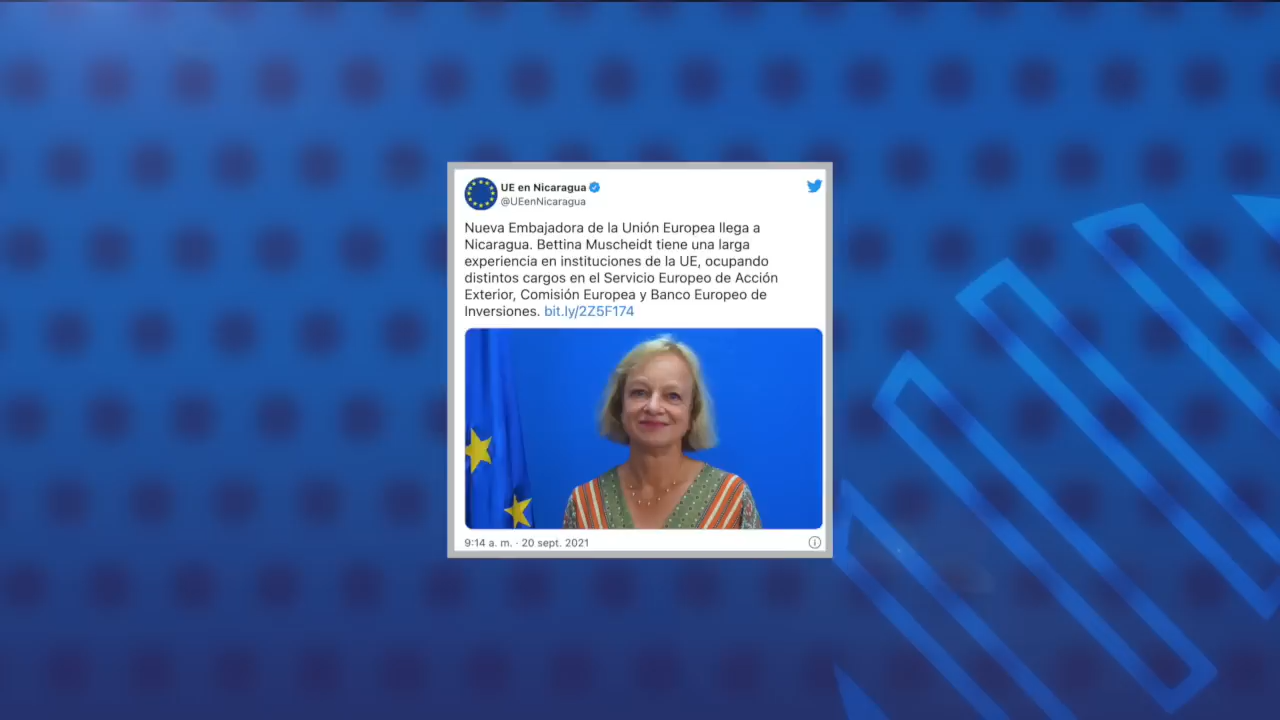 UE en Nicaragua
@UEenNicaragua
Nueva Embajadora de la Unión Europea llega a
Nicaragua. Bettina Muscheidt tiene una larga
experiencia en instituciones de la UE, ocupando
distintos cargos en el Servicio Europeo de Acción
Exterior, Comisión Europea y Banco Europeo de
Inversiones. bit.ly/2Z5F174
9:14 a. m. · 20 sept. 2021